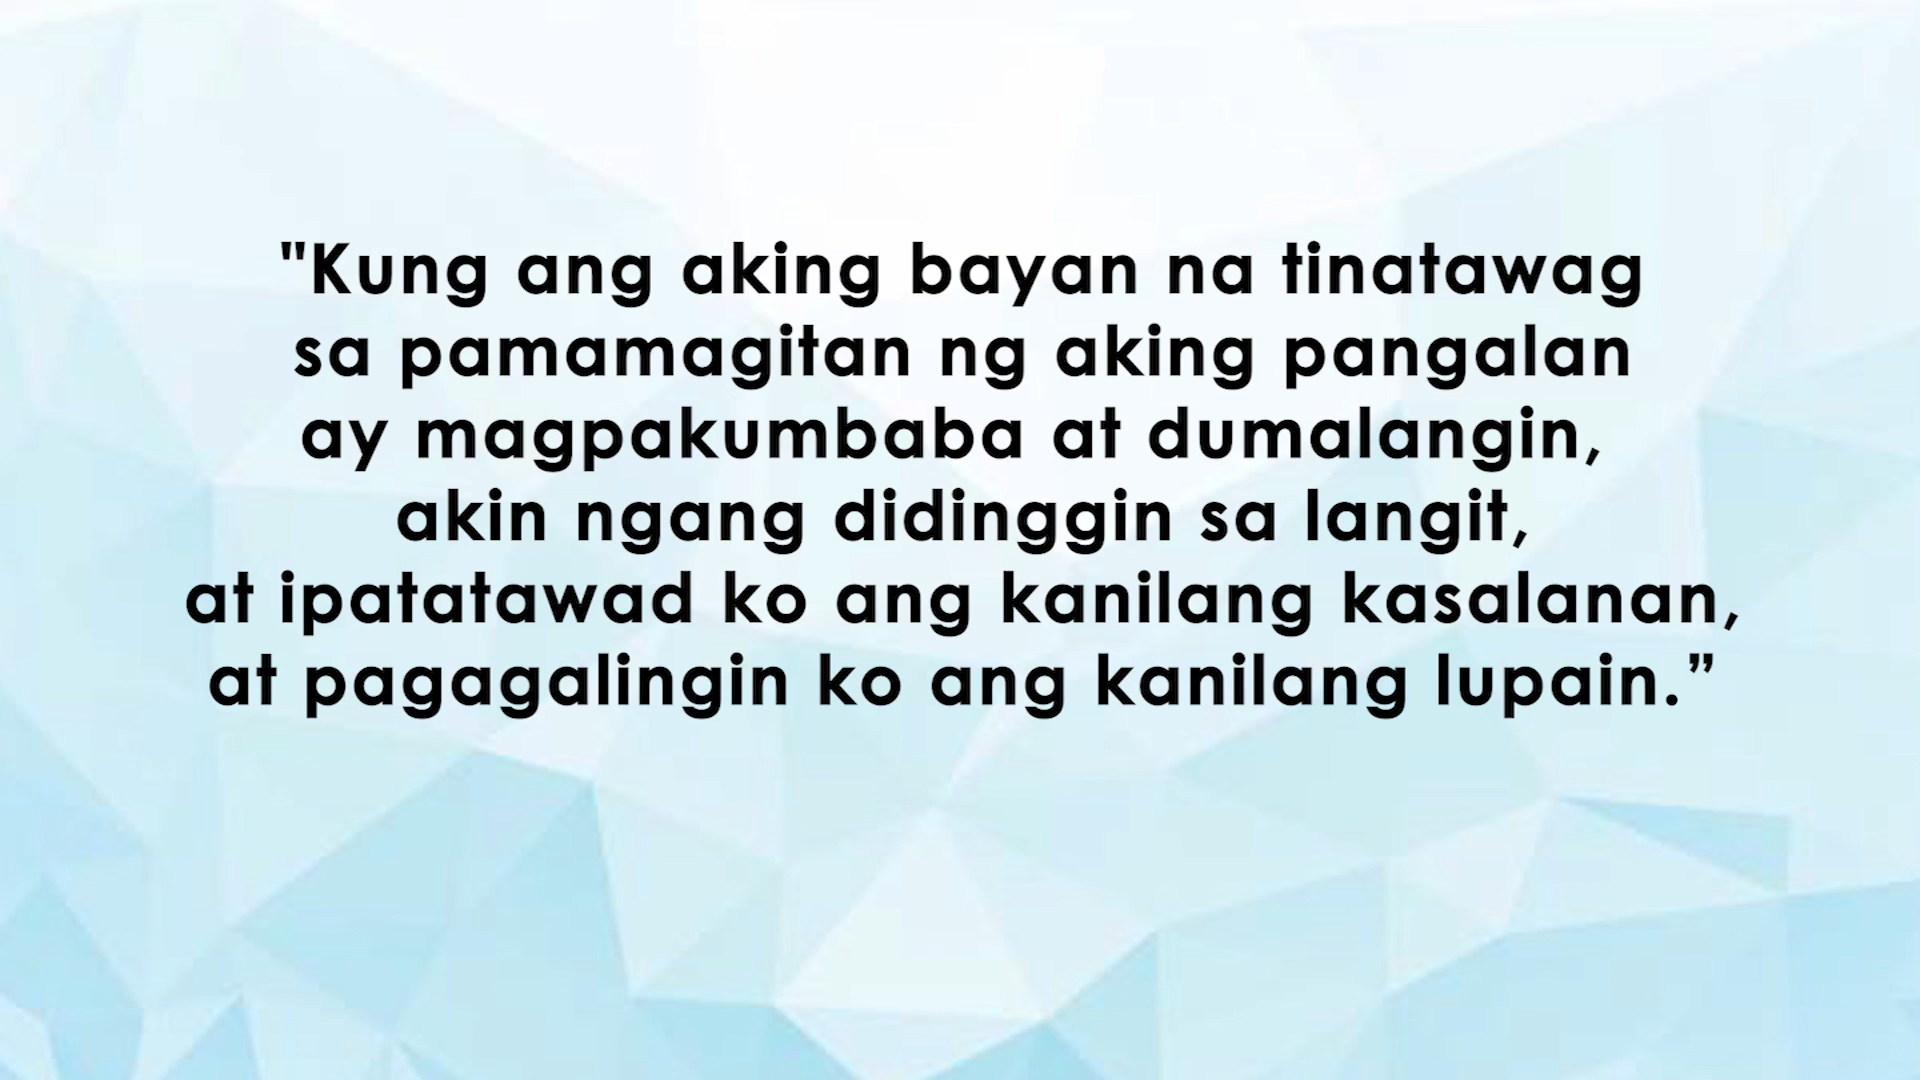 "Kung ang aking bayan na tinatawag
sa pamamagitan ng aking pangalan
ay magpakumbaba at dumalangin,
akin ngang didinggin sa langit,
at ipatatawad ko ang kanilang kasalanan,
at pagagalingin ko ang kanilang lupain.”